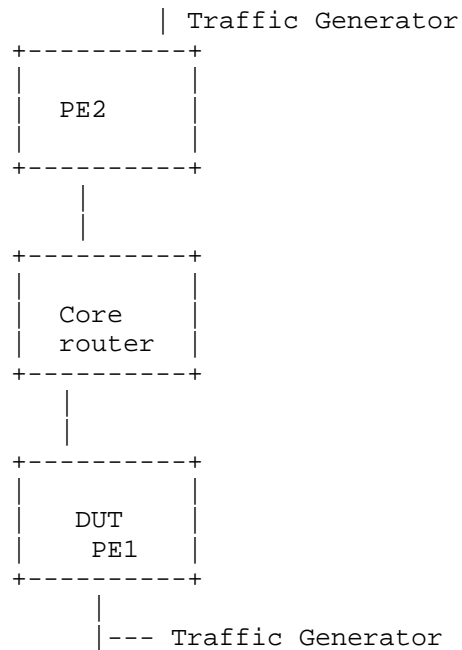 | Traffic Generator
+----------+
|          |
|   PE2    |
|          |
+----------+
|
|
+----------+
|          |
|   Core   |
|   router |
+----------+
|
|
+----------+
|          |
|    DUT   |
|     PE1  |
+----------+
|
|--- Traffic Generator